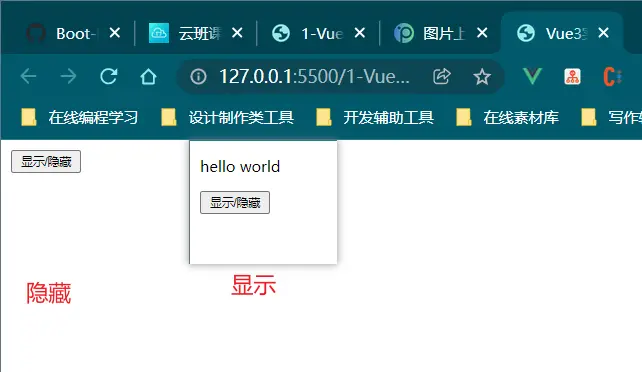 Boot-
云班课
1-Vue
图片上
Vue3
127.0.0.1:5500/1-Vue...
在线编程学习
设计制作类工具
开发辅助工具
在线素材库
写作
显示/隐藏
hello world
显示/隐藏
隐藏
显示